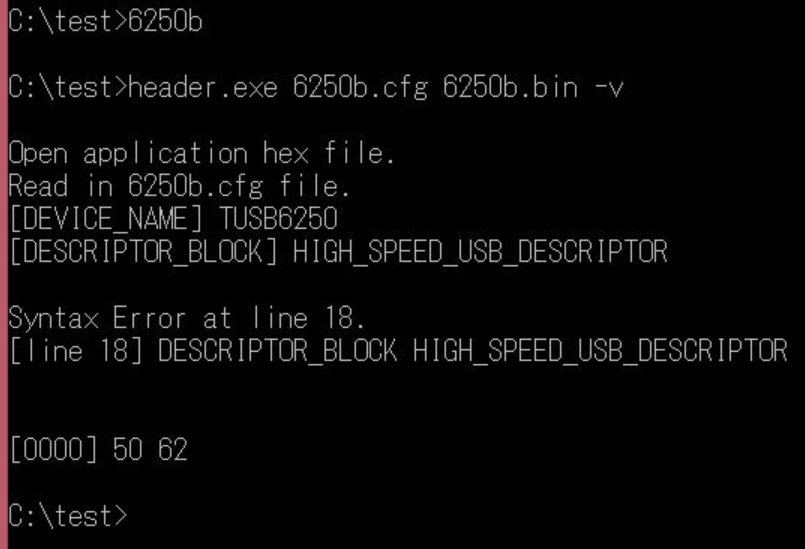 C:\test>6250b
C:\test>header.exe 6250b.cfg 6250b.bin -v
Open application hex file.
Read in 6250b.cfg file.
[DEVICE_NAME] TUSB6250
[DESCRIPTOR_BLOCK] HIGH_SPEED_USB_DESCRIPTOR
Syntax Error at line 18.
[line 18] DESCRIPTOR_BLOCK HIGH_SPEED_USB_DESCRIPTOR
[0000] 50 62
C:\test>